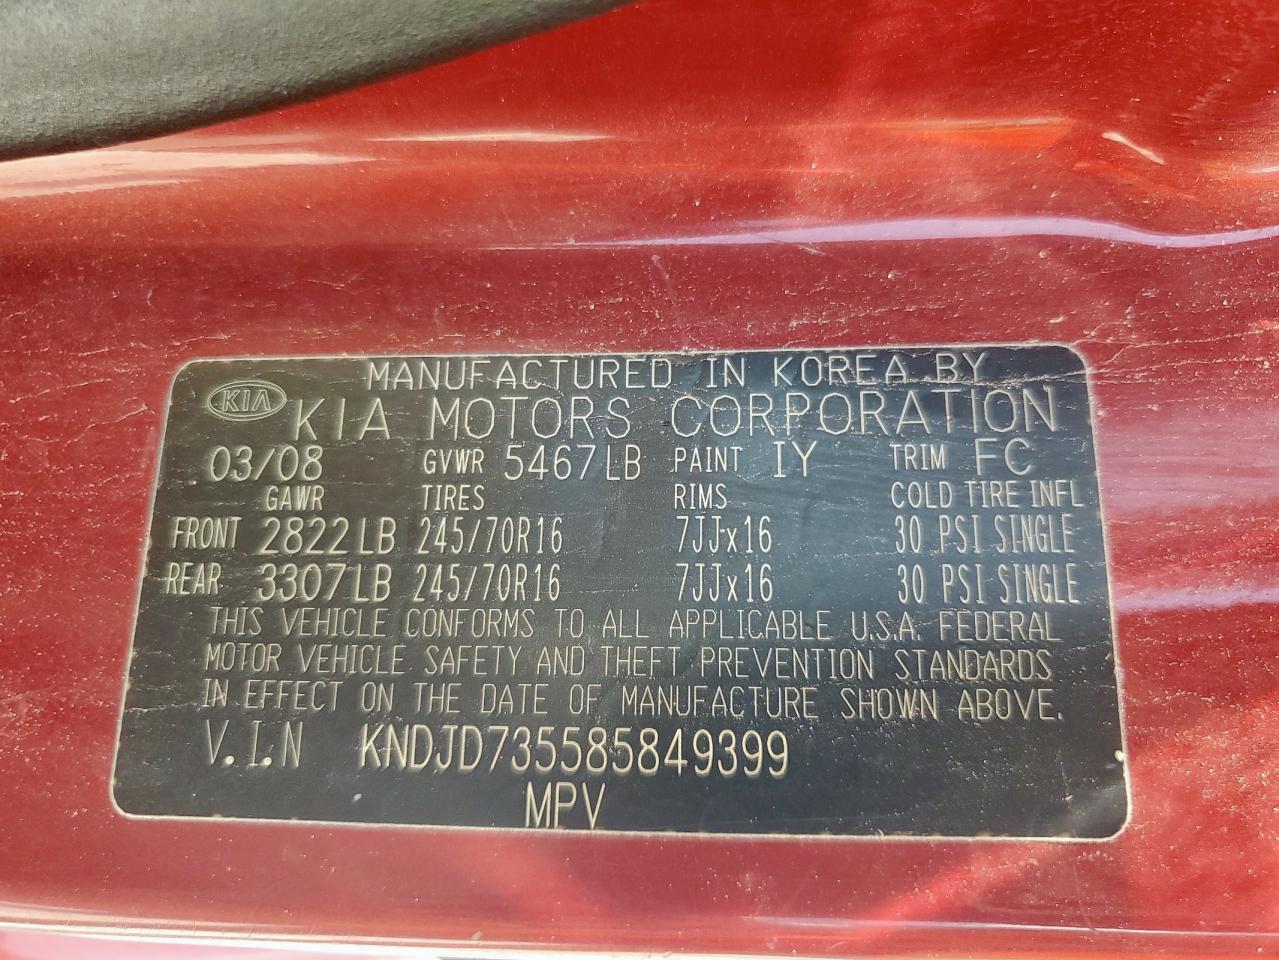 MANUFACTURED IN KOREA BY
KIA
KIA MOTORS CORPORATION
03/08 GVWR 5467LB PAINT IY TRIM FC
GAWR TIRES RIMS COLD TIRE INFL
FRONT 2822LB 245/70R16 7JJx16 30 PSI SINGLE
REAR 3307LB 245/70R16 7JJx16 30 PSI SINGLE
THIS VEHICLE CONFORMS TO ALL APPLICABLE U.S.A. FEDERAL
MOTOR VEHICLE SAFETY AND THEFT PREVENTION STANDARDS
IN EFFECT ON THE DATE OF MANUFACTURE SHOWN ABOVE.
V.I.N KNDJD735585849399
MPV